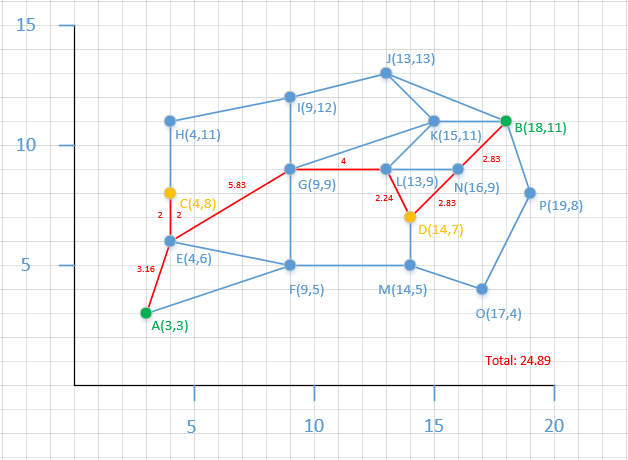 15
J(13,13)
I(9,12)
H(4,11)
K(15,11)
B(18,11)
10
2.83
4
5.83
G(9,9)
L(13,9)
N(16,9)
C(4,8)
2.24
2.83
P(19,8)
2
2
D(14,7)
E(4,6)
5
3.16
F(9,5)
M(14,5)
O(17,4)
A(3,3)
Total: 24.89
5
10
15
20